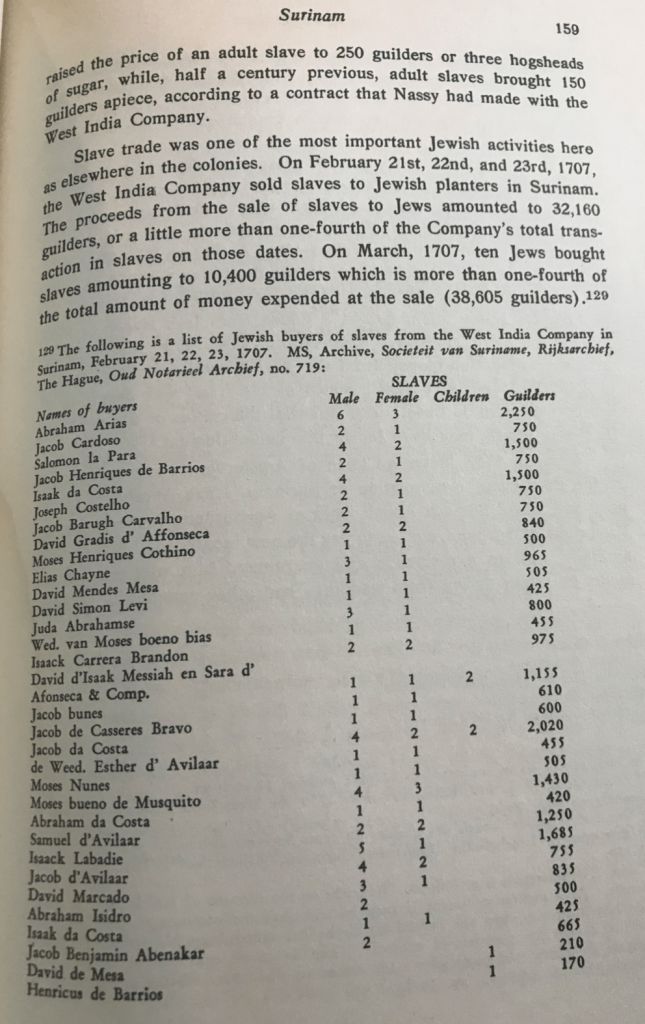 Surinam
159
raised the price of an adult slave to 250 guilders or three hogsheads
of sugar, while, half a century previous, adult slaves brought 150
guilders apiece, according to a contract that Nassy had made with the
West India Company.
Slave trade was one of the most important Jewish activities here
as elsewhere in the colonies. On February 21st, 22nd, and 23rd, 1707,
the West India Company sold slaves to Jewish planters in Surinam.
The proceeds from the sale of slaves to Jews amounted to 32,160
guilders, or a little more than one-fourth of the Company's total trans-
action in slaves on those dates. On March, 1707, ten Jews bought
slaves amounting to 10,400 guilders which is more than one-fourth of
the total amount of money expended at the sale (38,605 guilders).129
129 The following is a list of Jewish buyers of slaves from the West India Company in
Surinam, February 21, 22, 23, 1707. MS, Archive, Societeit van Suriname, Rijksarchief,
The Hague, Oud Notarieel Archief, no. 719:
SLAVES
Names of buyers Male Female Children Guilders
Abraham Arias 6 3 2,250
Jacob Cardoso 2 1 750
Salomon la Para 4 2 1,500
Jacob Henriques de Barrios 2 1 750
Isaak da Costa 4 2 1,500
Joseph Costelho 2 1 750
Jacob Barugh Carvalho 2 1 750
David Gradis d' Affonseca 2 2 840
Moses Henriques Cothino 1 1 500
Elias Chayne 3 1 965
David Mendes Mesa 1 1 505
David Simon Levi 1 1 425
Juda Abrahamse 3 1 800
Wed. van Moses boeno bias 1 1 455
Isaack Carrera Brandon 2 2 975
David d'Isaak Messiah en Sara d'
Afonseca & Comp. 1 1 2 1,155
Jacob bunes 1 1 610
Jacob de Casseres Bravo 1 1 600
Jacob da Costa 4 2 2 2,020
de Weed. Esther d' Avilaar 1 1 455
Moses Nunes 1 1 505
Moses bueno de Musquito 4 3 1,430
Abraham da Costa 1 1 420
Samuel d'Avilaar 2 2 1,250
Isaack Labadie 5 1 1,685
Jacob d'Avilaar 4 2 755
David Marcado 3 1 835
Abraham Isidro 2 500
Isaak da Costa 1 1 425
Jacob Benjamin Abenakar 2 665
David de Mesa 1 210
Henricus de Barrios 1 170